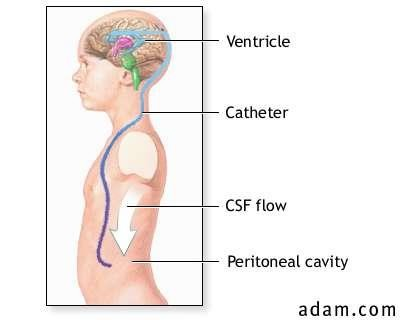 Ventricle
Catheter
CSF flow
Peritoneal cavity
adam.com